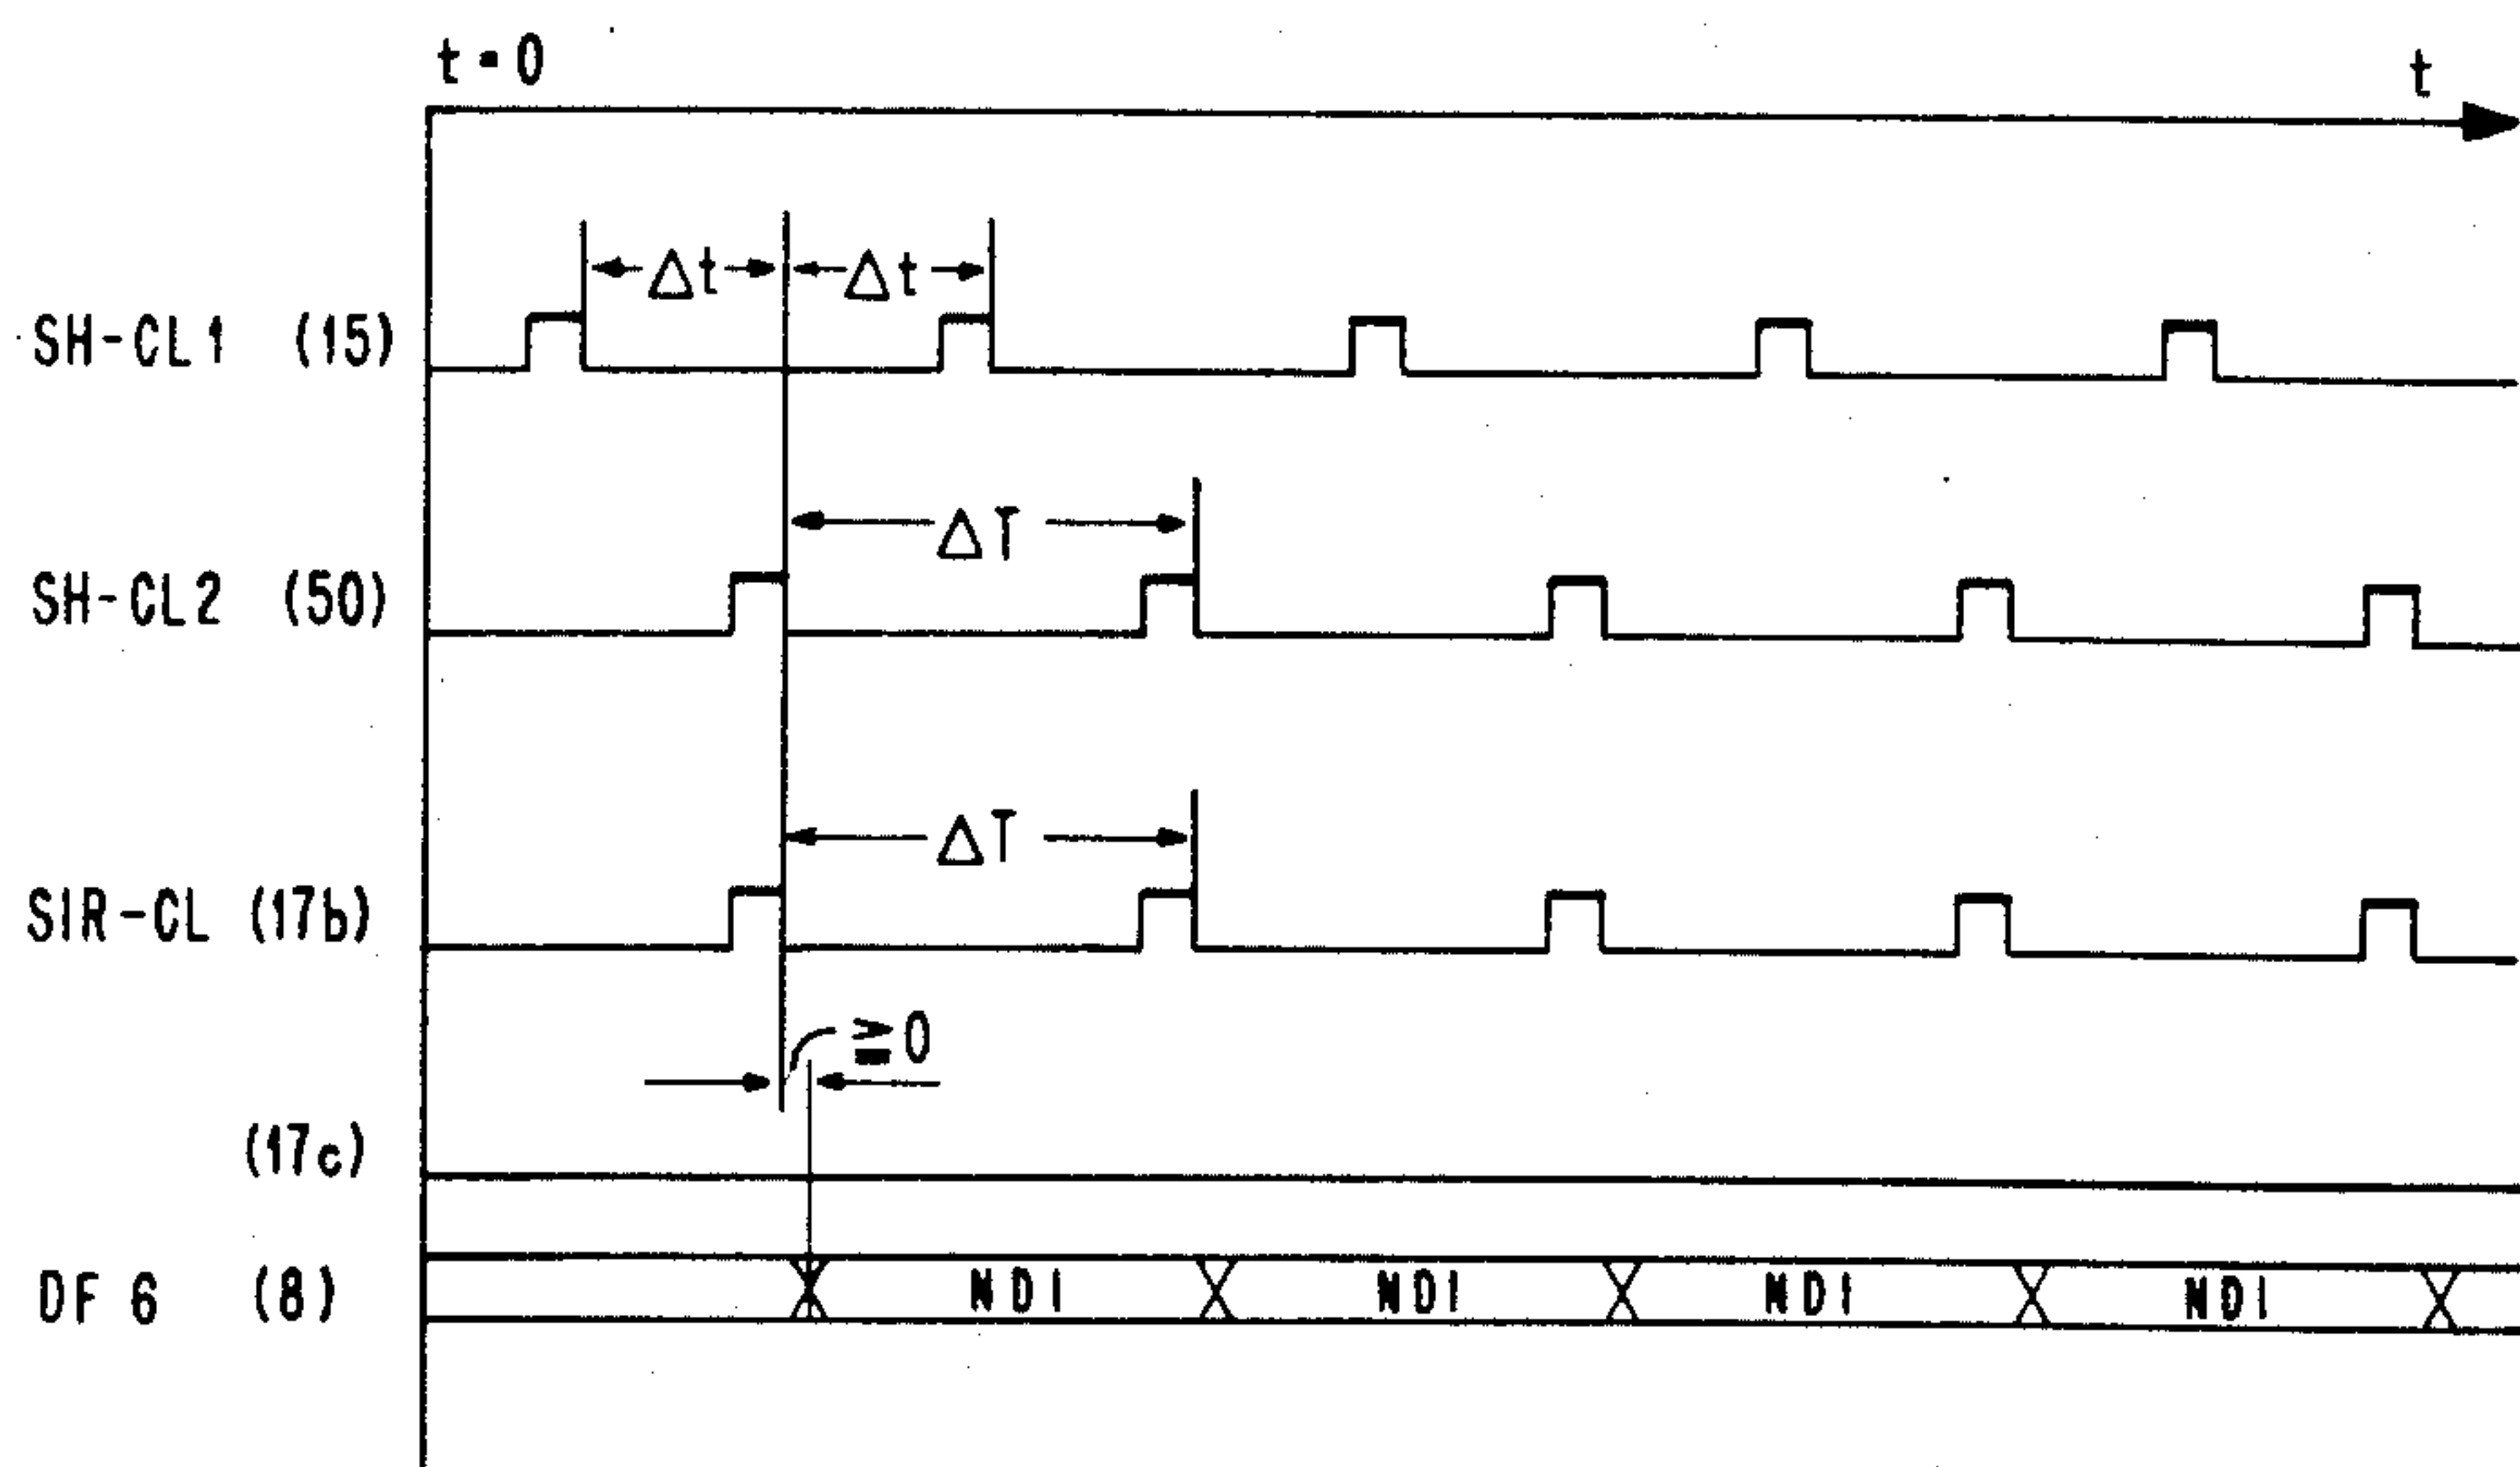 t=0 t
Δt Δt
SH-CL1 (15)
ΔT
SH-CL2 (50)
ΔT
SIR-CL (17b)
≧0
(17c)
DF 6 (8) NDI NDI NDI NDI